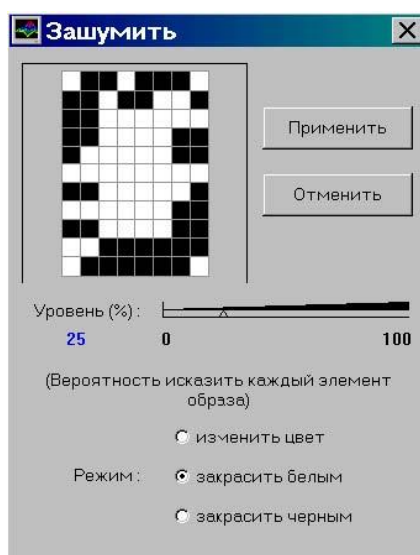 Зашумить
Применить
Отменить
Уровень (%) :
25
0
100
(Вероятность исказить каждый элемент
образа)
изменить цвет
Режим :
закрасить белым
закрасить черным